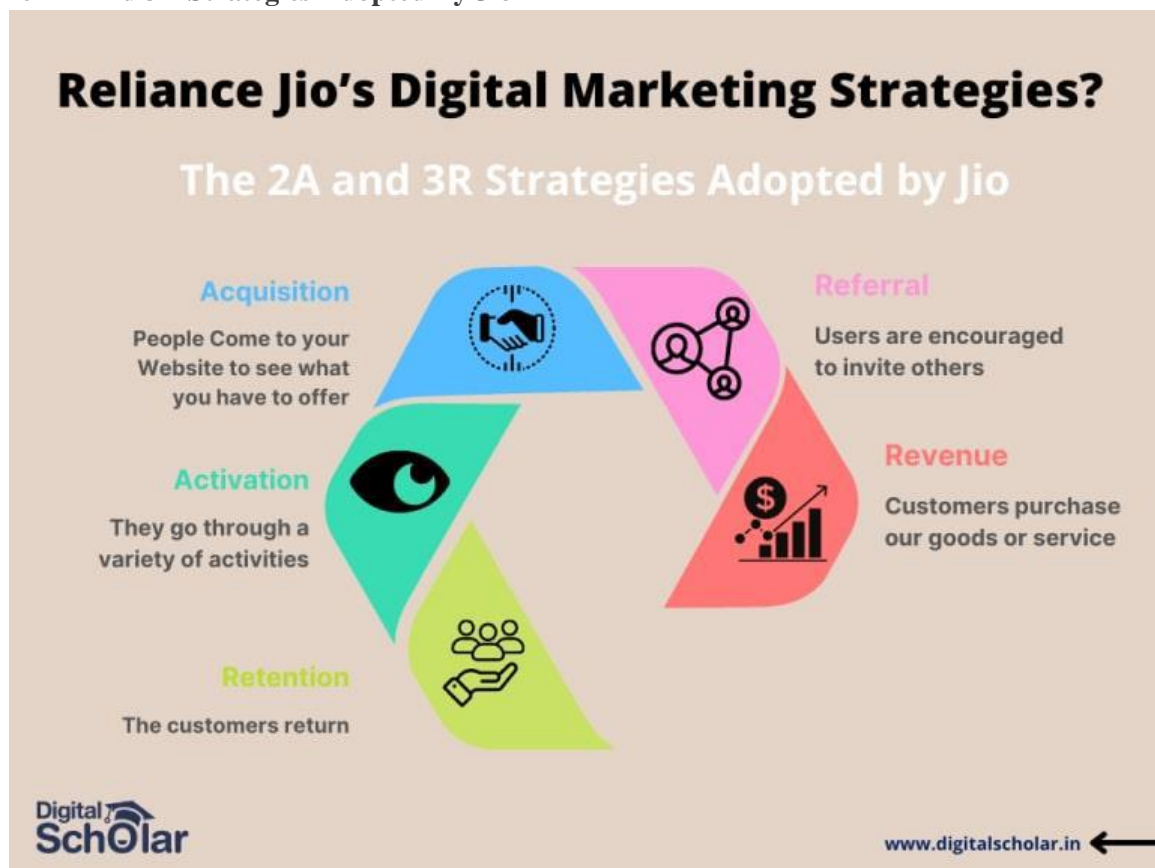 Reliance Jio's Digital Marketing Strategies?
The 2A and 3R Strategies Adopted by Jio
Acquisition
People Come to your
Website to see what
you have to offer
Activation
They go through a
variety of activities
Retention
The customers return
Referral
Users are encouraged
to invite others
Revenue
Customers purchase
our goods or service
$
Digital
SchOlar
www.digitalscholar.in